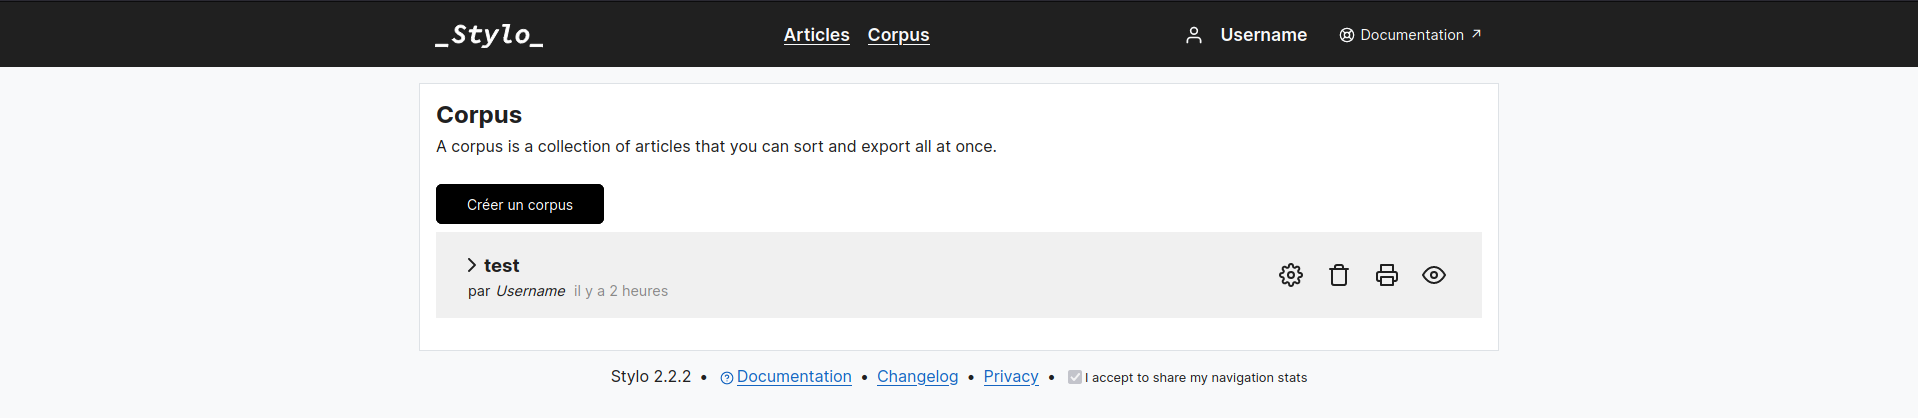 _Stylo_ Articles Corpus Username Documentation ↗
Corpus
A corpus is a collection of articles that you can sort and export all at once.
Créer un corpus
test
par Username il y a 2 heures
Stylo 2.2.2 • Documentation • Changelog • Privacy • I accept to share my navigation stats